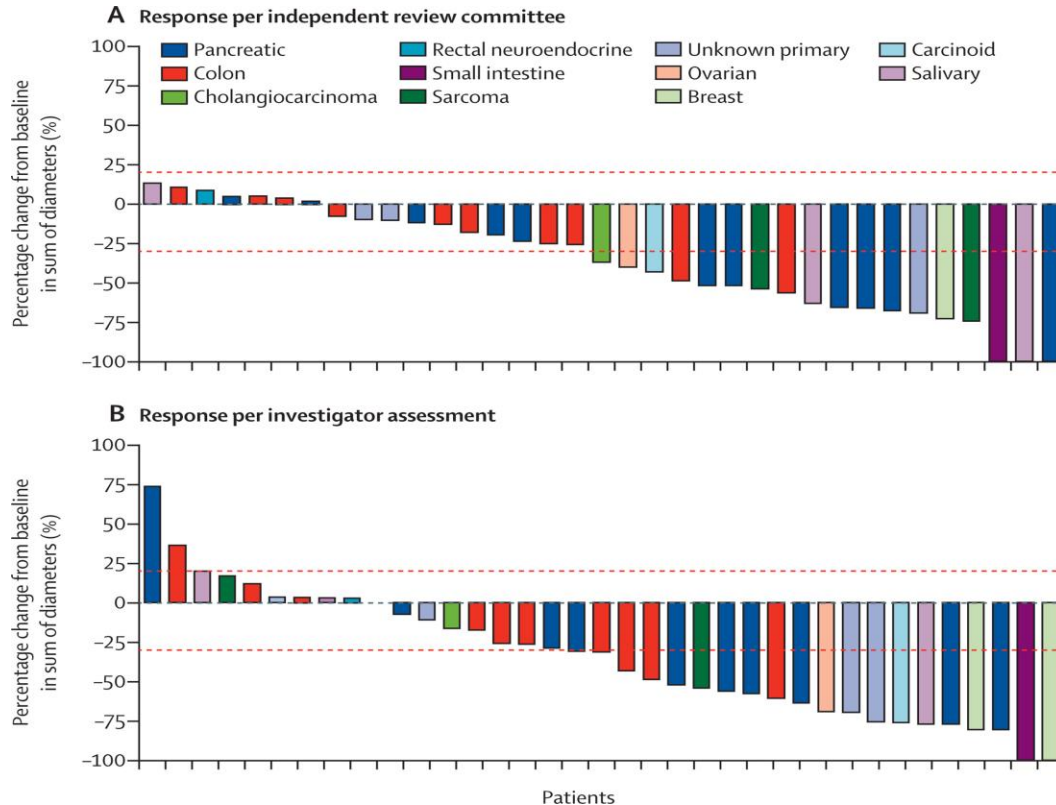 A Response per independent review committee
Pancreatic Rectal neuroendocrine Unknown primary Carcinoid
Colon Small intestine Ovarian Salivary
Cholangiocarcinoma Sarcoma Breast
Percentage change from baseline
in sum of diameters (%)
100
75
50
25
0
–25
–50
–75
–100
B Response per investigator assessment
Percentage change from baseline
in sum of diameters (%)
100
75
50
25
0
–25
–50
–75
–100
Patients